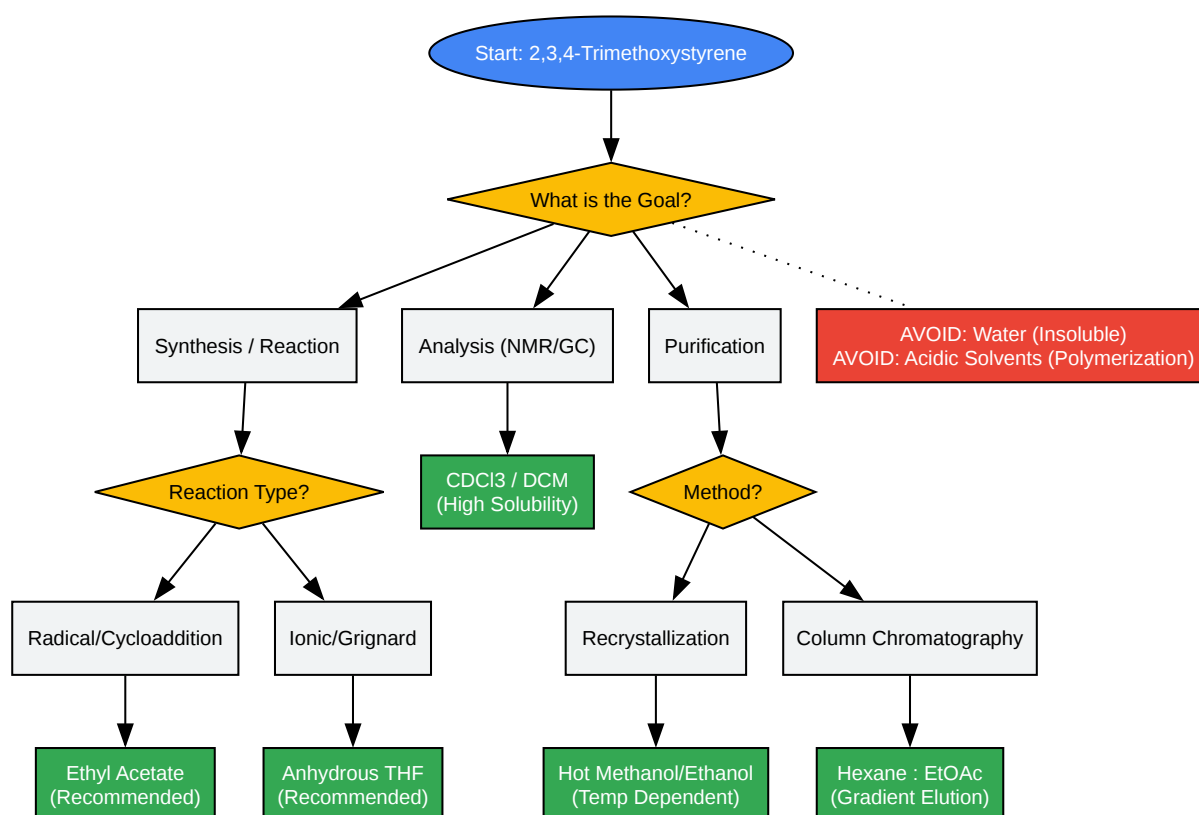 Start: 2,3,4-Trimethoxystyrene
What is the Goal?
Synthesis / Reaction
Analysis (NMR/GC)
Purification
AVOID: Water (Insoluble)
AVOID: Acidic Solvents (Polymerization)
Reaction Type?
CDCl3 / DCM
(High Solubility)
Method?
Radical/Cycloaddition
Ionic/Grignard
Recrystallization
Column Chromatography
Ethyl Acetate
(Recommended)
Anhydrous THF
(Recommended)
Hot Methanol/Ethanol
(Temp Dependent)
Hexane : EtOAc
(Gradient Elution)